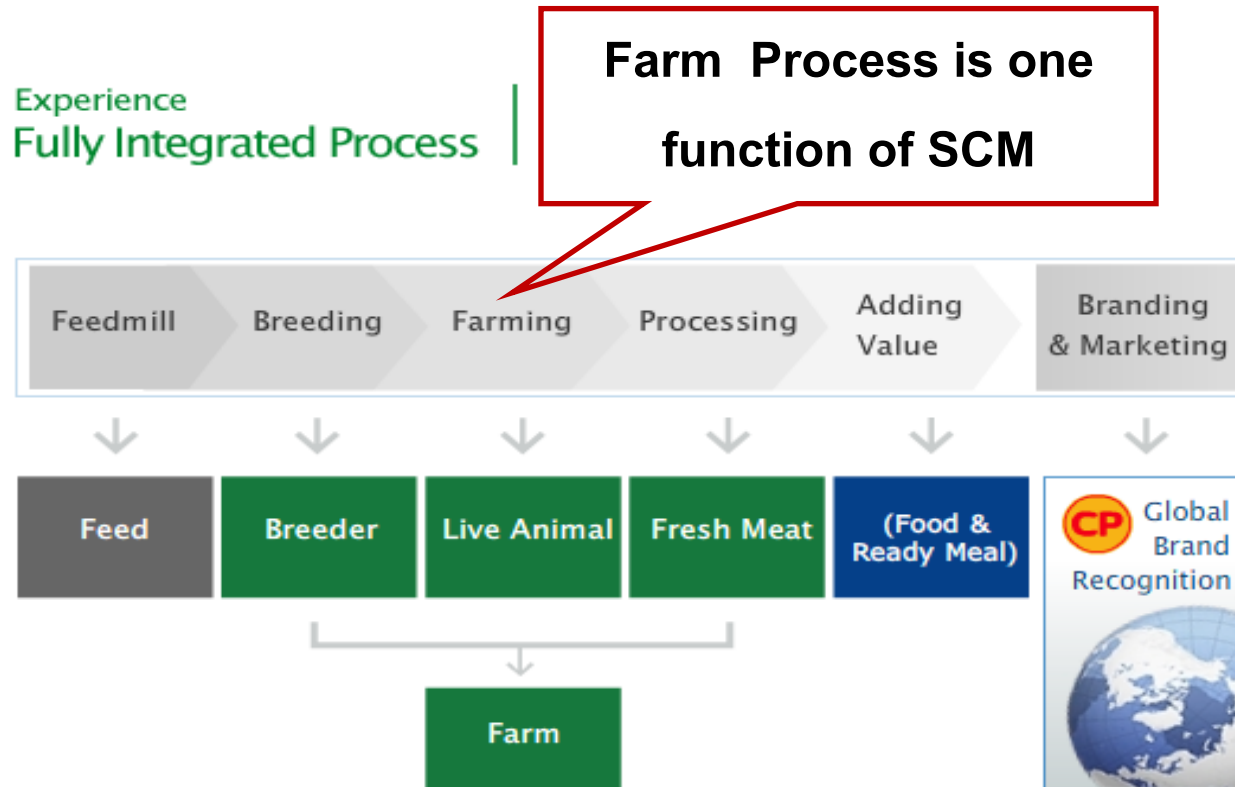 Farm Process is one
function of SCM
Experience
Fully Integrated Process
Feedmill
Breeding
Farming
Processing
Adding
Value
Branding
& Marketing
Feed
Breeder
Live Animal
Fresh Meat
(Food &
Ready Meal)
CP
Global
Brand
Recognition
Farm